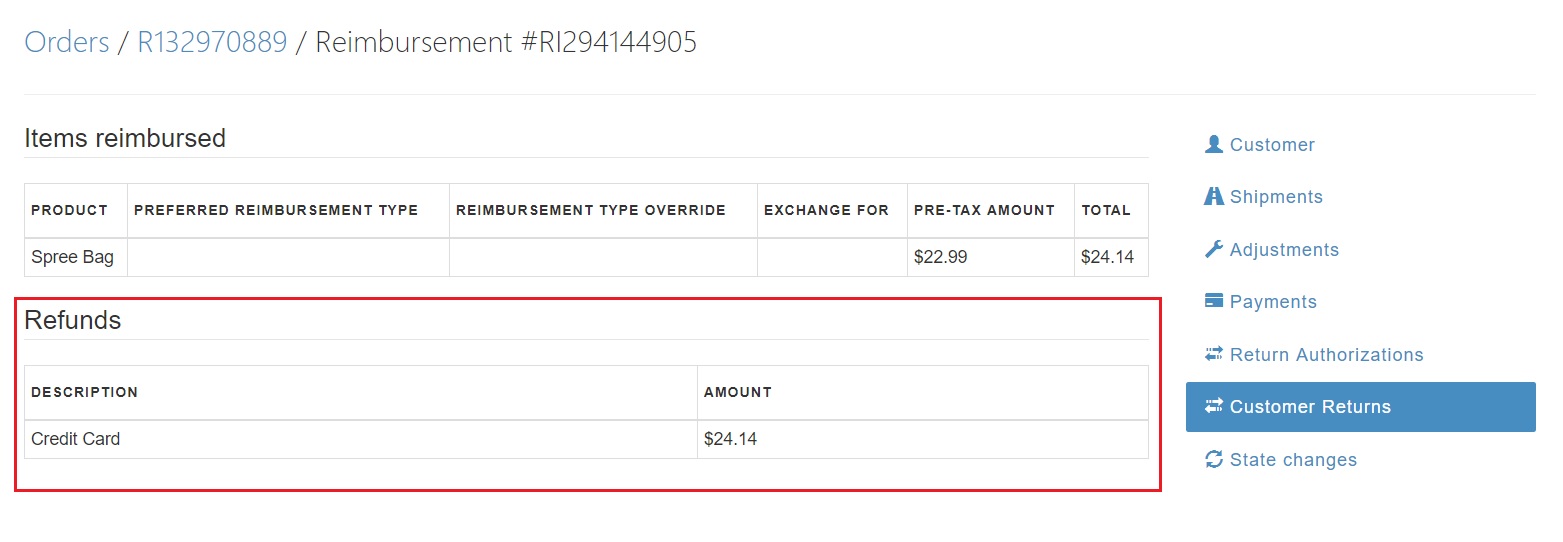 Orders / R132970889 / Reimbursement #RI294144905
Items reimbursed
PRODUCT PREFERRED REIMBURSEMENT TYPE REIMBURSEMENT TYPE OVERRIDE EXCHANGE FOR PRE-TAX AMOUNT TOTAL
Spree Bag $22.99 $24.14
Refunds
DESCRIPTION AMOUNT
Credit Card $24.14
Customer
Shipments
Adjustments
Payments
Return Authorizations
Customer Returns
State changes